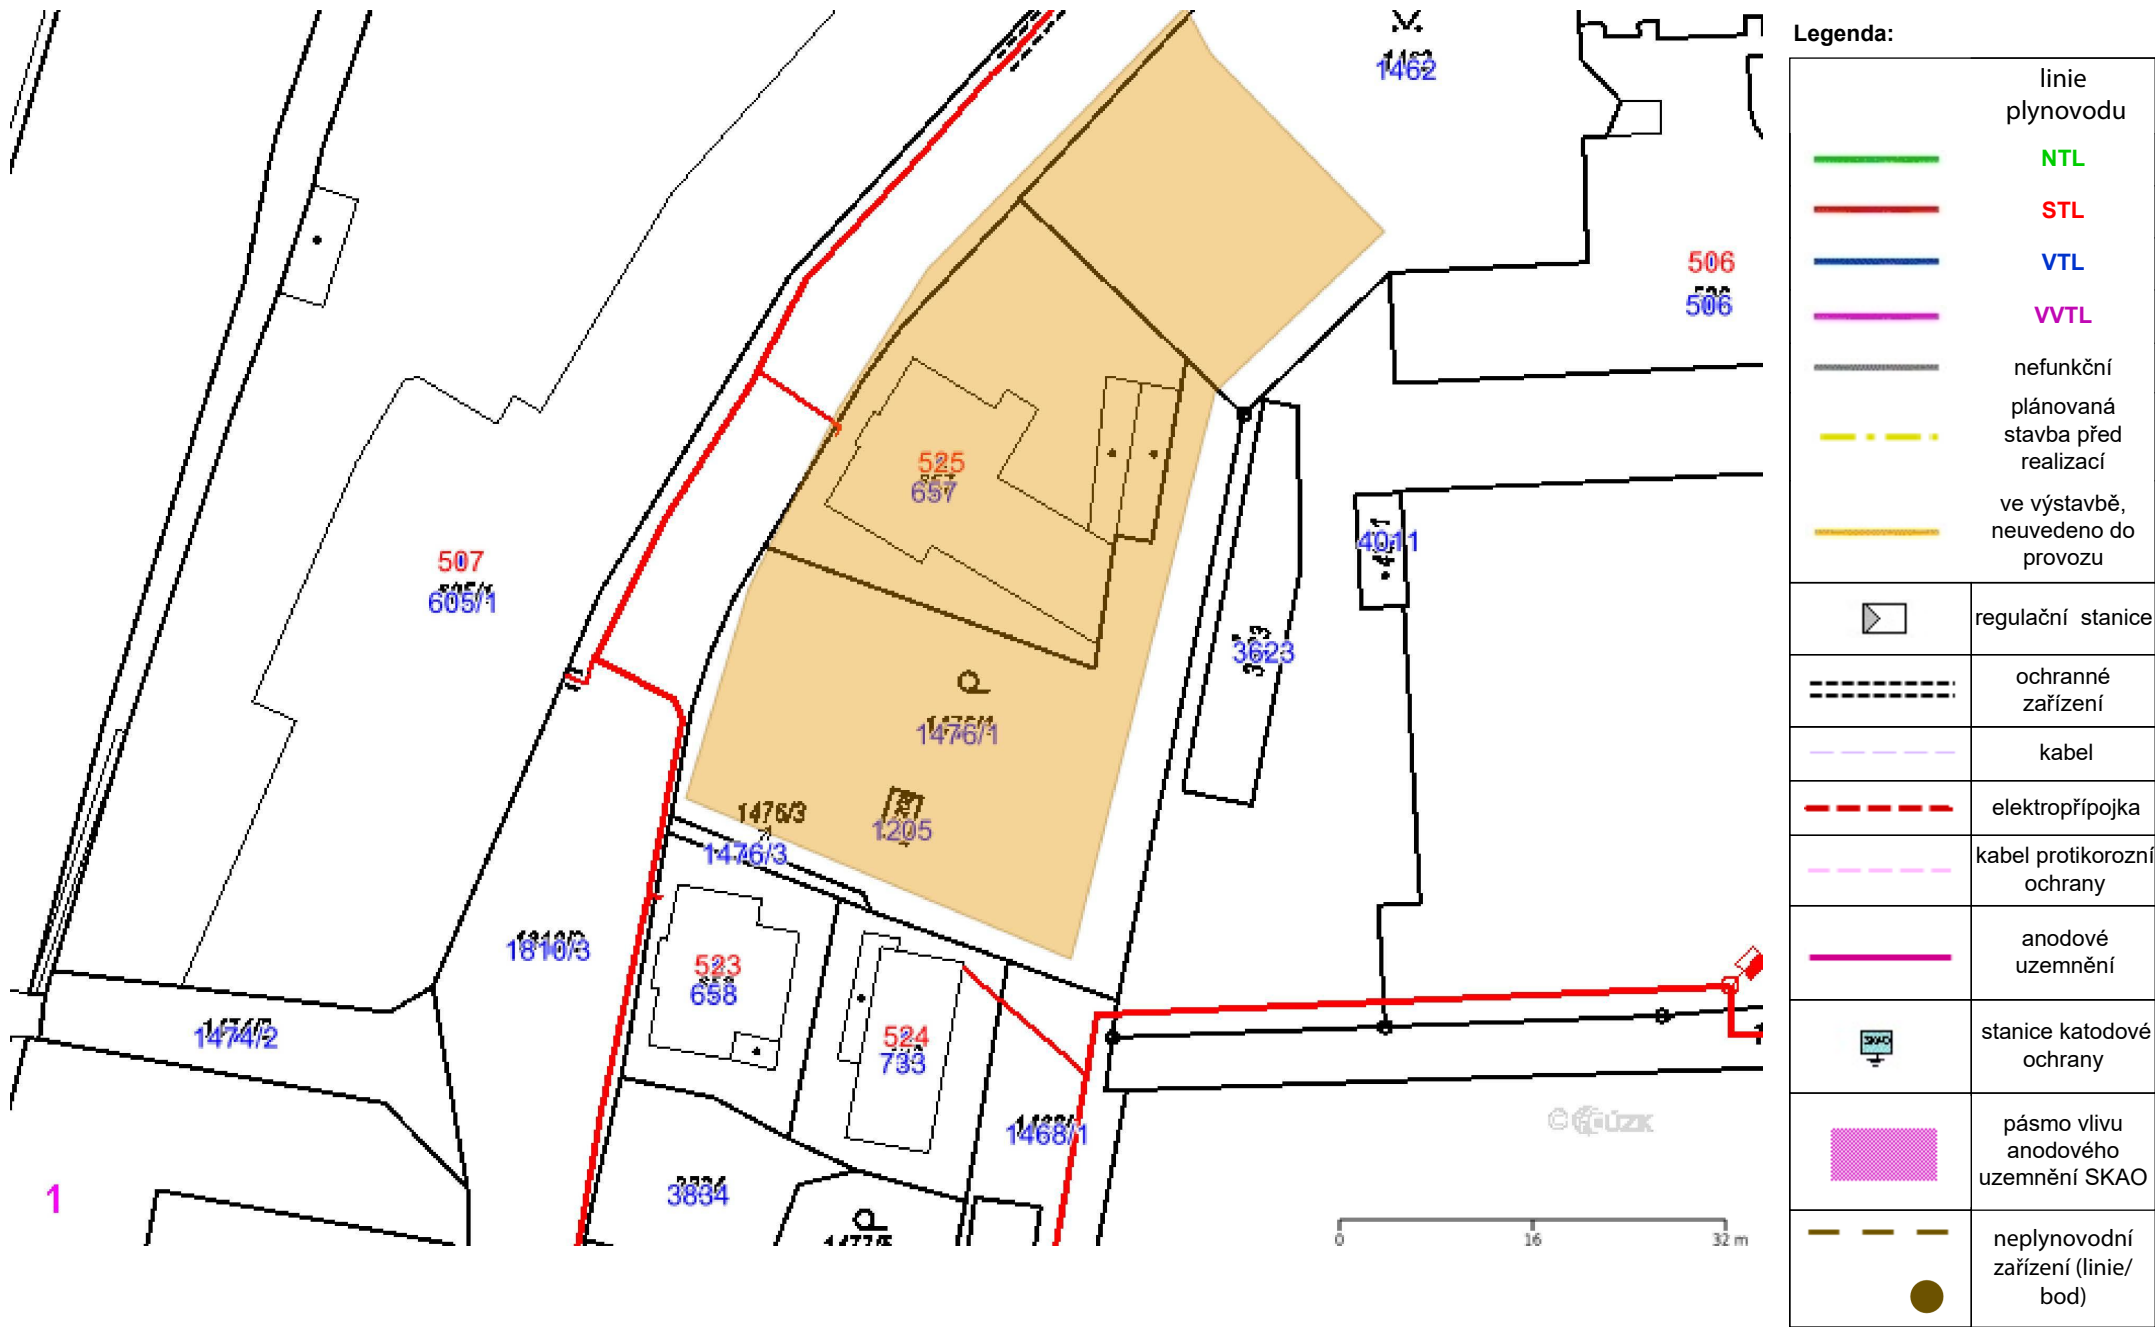 1462
506
506
525
657
507
605/1
4011
3623
1476/1
1476/3
1205
1476/3
1810/3
523
658
524
733
1474/2
1468/1
3834
1
0 16 32 m
Legenda:
linie
plynovodu
NTL
STL
VTL
VVTL
nefunkční
plánovaná
stavba před
realizací
ve výstavbě,
neuvedeno do
provozu
regulační stanice
ochranné
zařízení
kabel
elektropřípojka
kabel protikorozní
ochrany
anodové
uzemnění
SKAO
stanice katodové
ochrany
pásmo vlivu
anodového
uzemnění SKAO
neplynovodní
zařízení (linie/
bod)